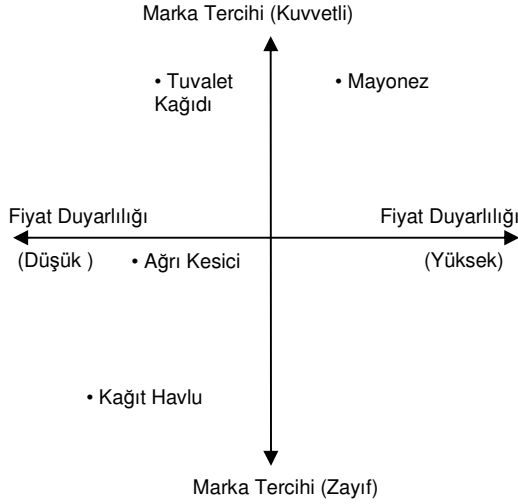 Marka Tercihi (Kuvvetli)
• Tuvalet
Kağıdı
• Mayonez
Fiyat Duyarlılığı
Fiyat Duyarlılığı
(Düşük )
• Ağrı Kesici
(Yüksek)
• Kağıt Havlu
Marka Tercihi (Zayıf)